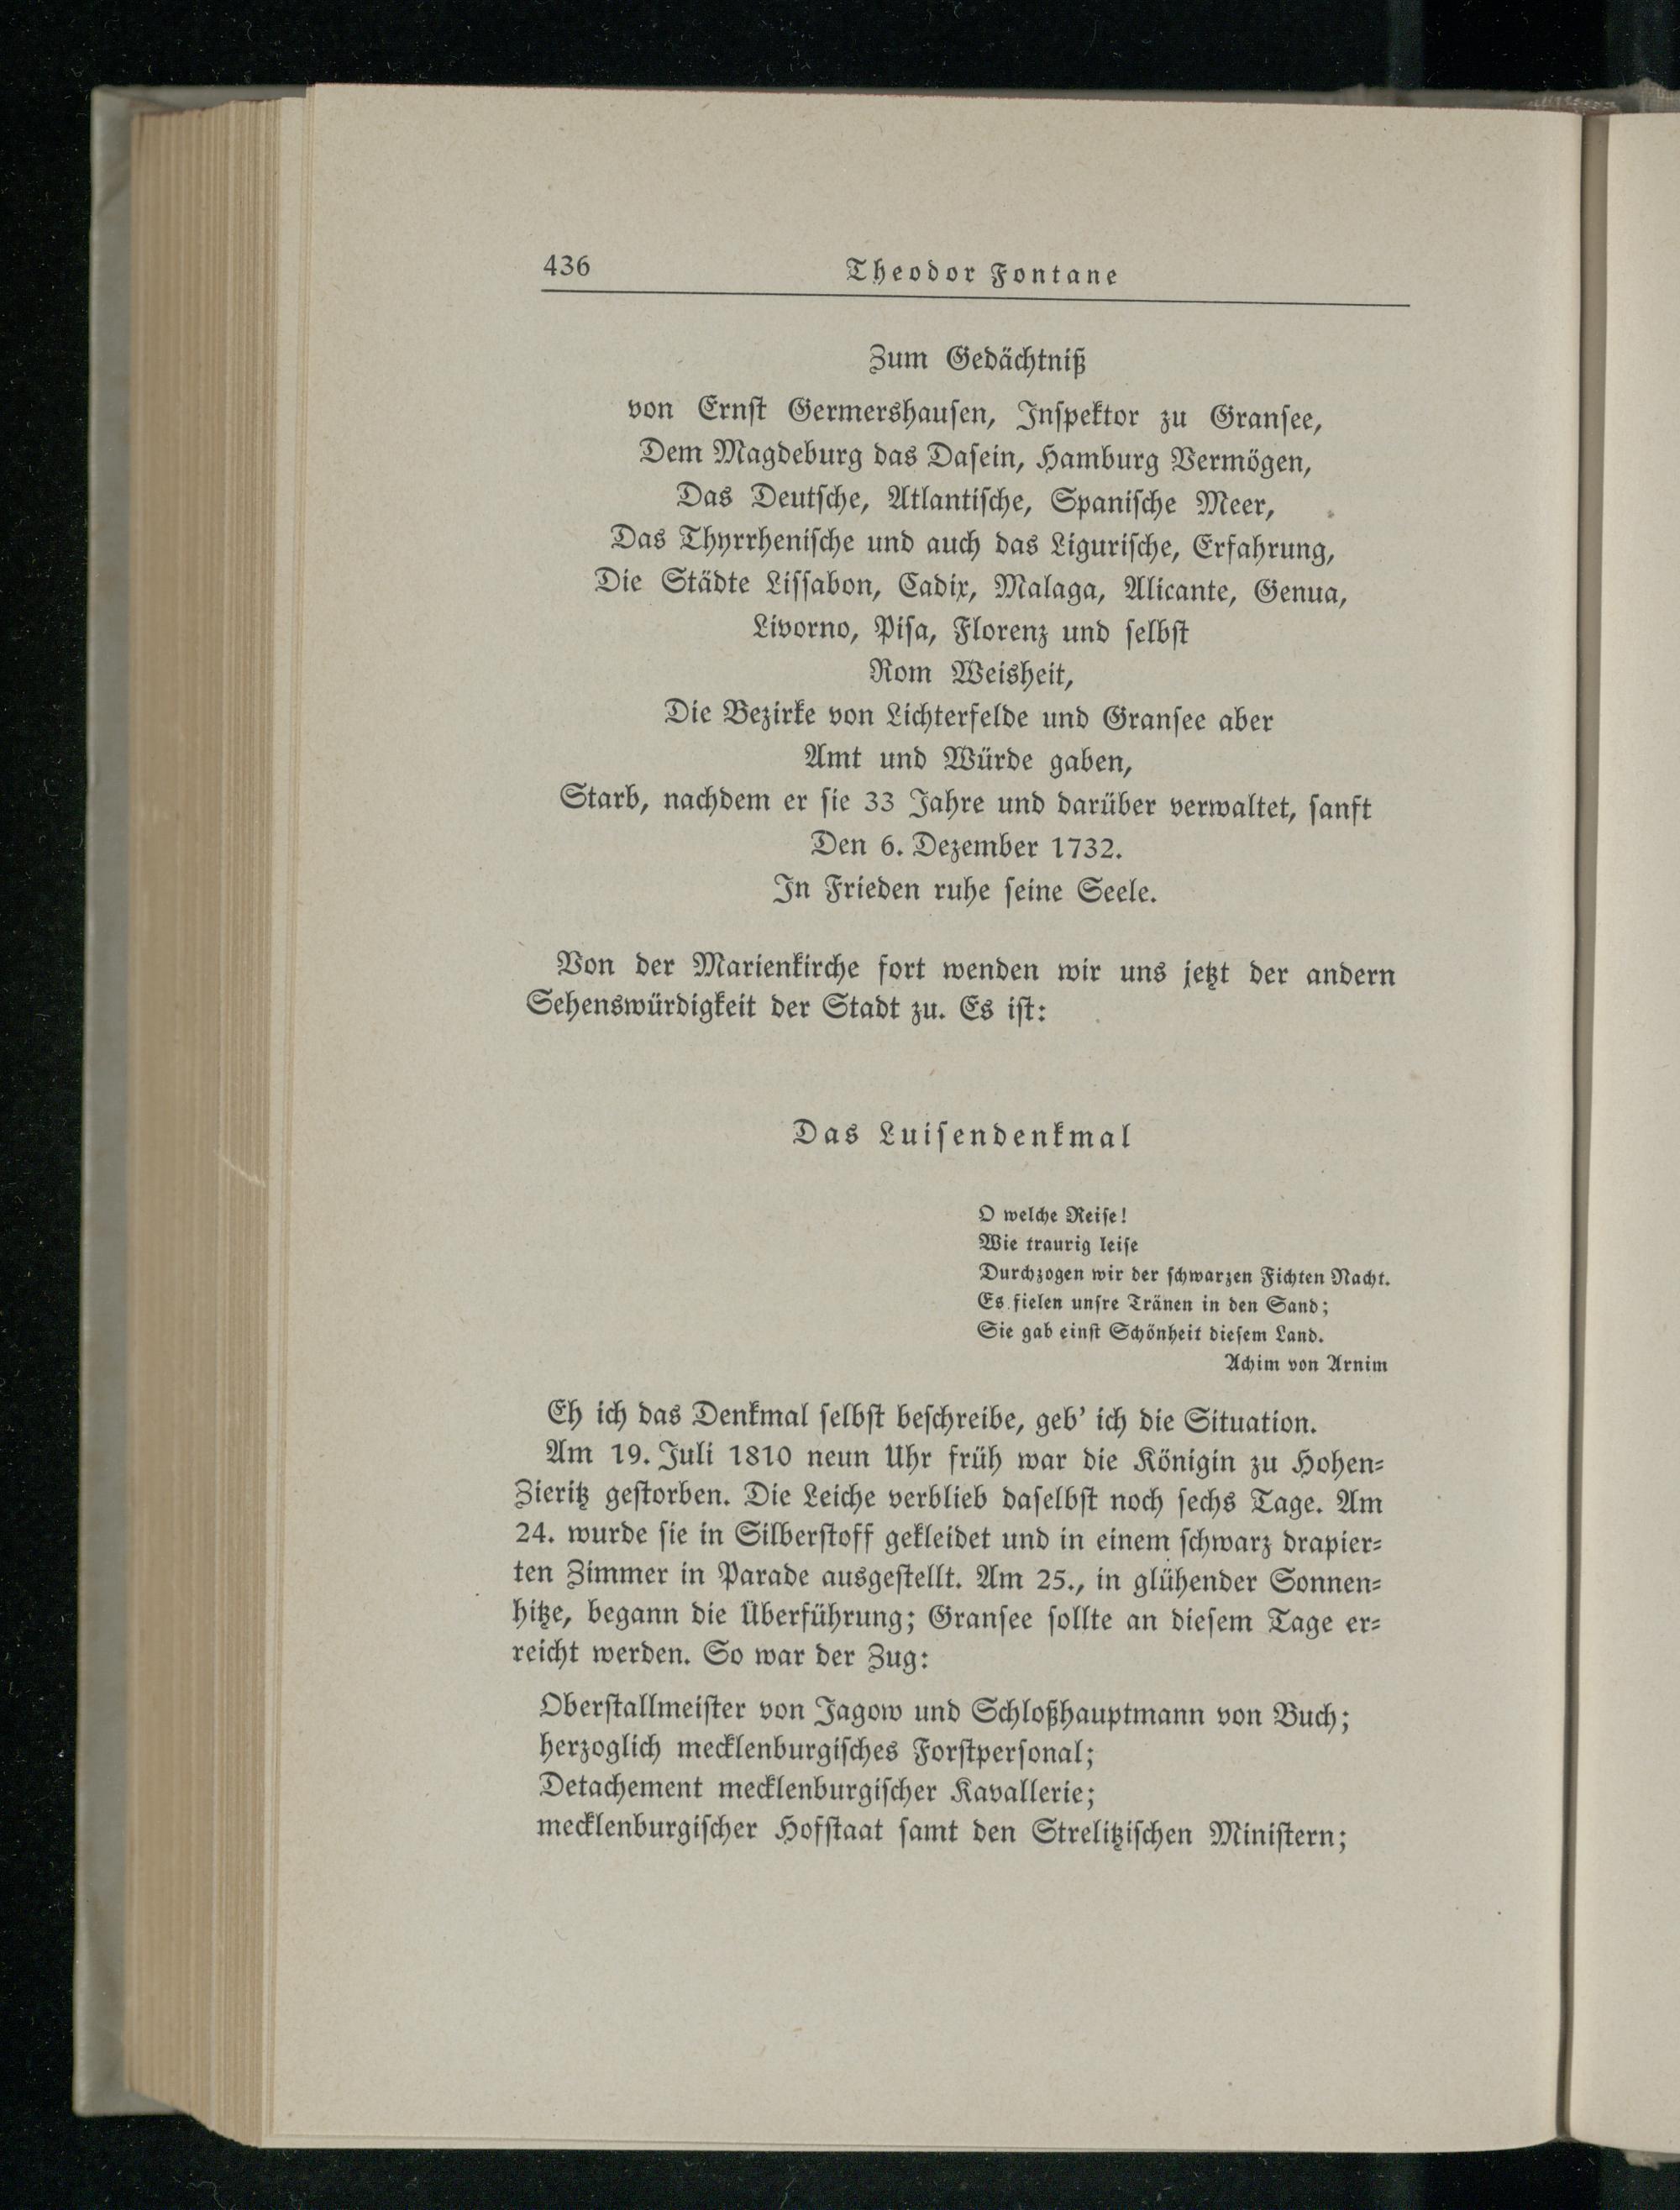 436
Theodor Fontane
Zum Gedächtniß
von Ernſt Germershauſen, Inſpektor zu Granſee,
Dem Magdeburg das Daſein, Hamburg Vermögen,
Das Deutſche, Atlantiſche, Spaniſche Meer,
Das Thyrrheniſche und auch das Liguriſche, Erfahrung,
Die Städte Liſſabon, Cadix, Malaga, Alicante, Genua,
Livorno, Piſa, Florenz und ſelbſt
Rom Weisheit,
Die Bezirke von Lichterfelde und Granſee aber
Amt und Würde gaben,
Starb, nachdem er ſie 33 Jahre und darüber verwaltet, ſanft
Den 6. Dezember 1732.
In Frieden ruhe ſeine Seele.
Von der Marienkirche fort wenden wir uns jetzt der andern
Sehenswürdigkeit der Stadt zu. Es iſt:
Das Luiſendenkmal
O welche Reiſe!
Wie traurig leiſe
Durchzogen wir der ſchwarzen Fichten Nacht.
Es fielen unſre Tränen in den Sand;
Sie gab einſt Schönheit dieſem Land.
Achim von Arnim
Eh ich das Denkmal ſelbſt beſchreibe, geb' ich die Situation.
Am 19. Juli 1810 neun Uhr früh war die Königin zu Hohen⸗
Zieritz geſtorben. Die Leiche verblieb daſelbſt noch ſechs Tage. Am
24. wurde ſie in Silberſtoff gekleidet und in einem ſchwarz drapier⸗
ten Zimmer in Parade ausgeſtellt. Am 25., in glühender Sonnen⸗
hitze, begann die Überführung; Granſee ſollte an dieſem Tage er⸗
reicht werden. So war der Zug:
Oberſtallmeiſter von Jagow und Schloßhauptmann von Buch;
herzoglich mecklenburgiſches Forſtperſonal;
Detachement mecklenburgiſcher Kavallerie;
mecklenburgiſcher Hofſtaat ſamt den Strelitziſchen Miniſtern;